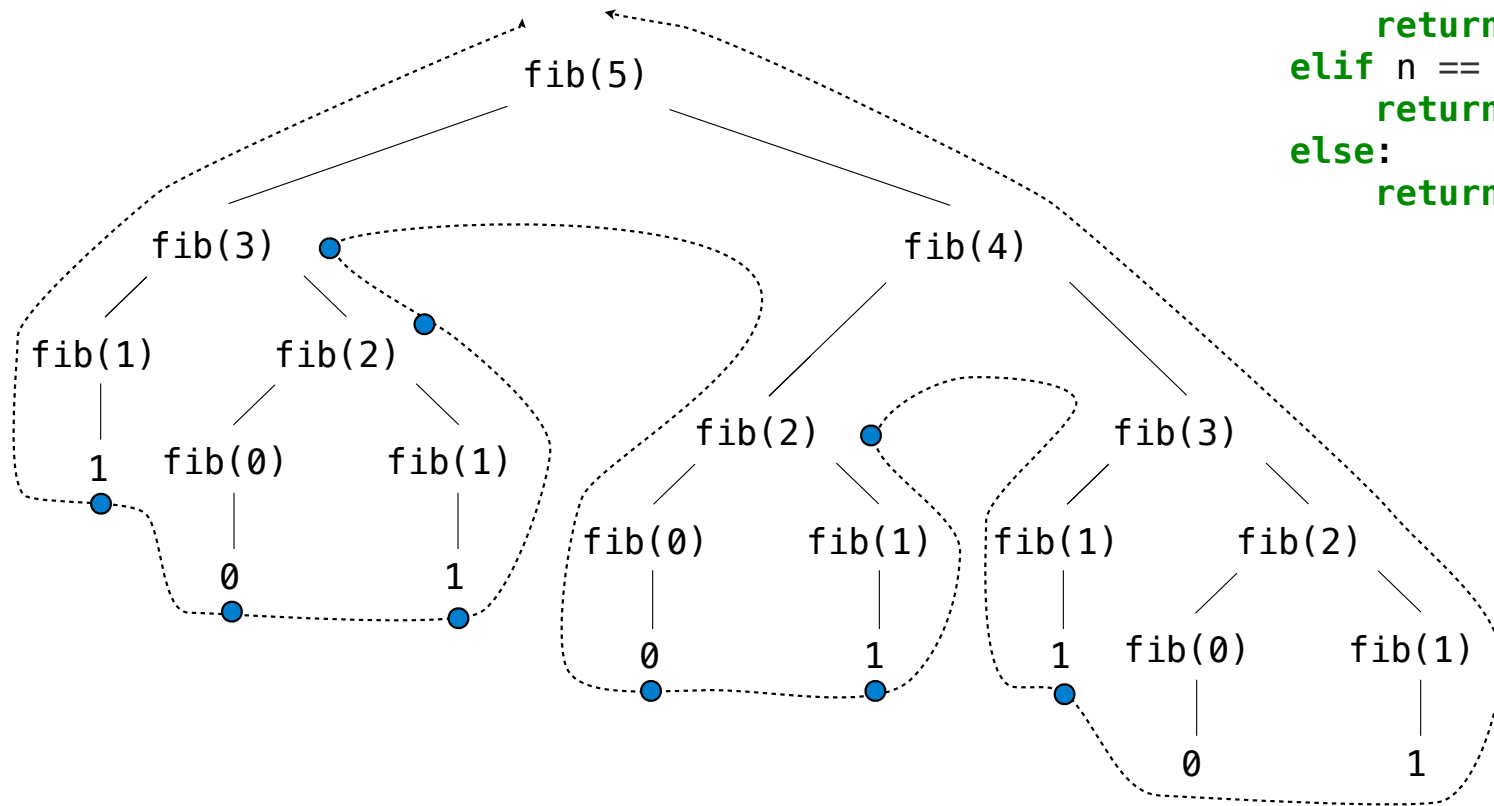 return
elif n ==
return
else:
return
fib(5)
fib(3) fib(4)
fib(1) fib(2)
fib(2) fib(3)
1 fib(0) fib(1)
fib(0) fib(1) fib(1) fib(2)
0 1
0 1 1 fib(0) fib(1)
0 1